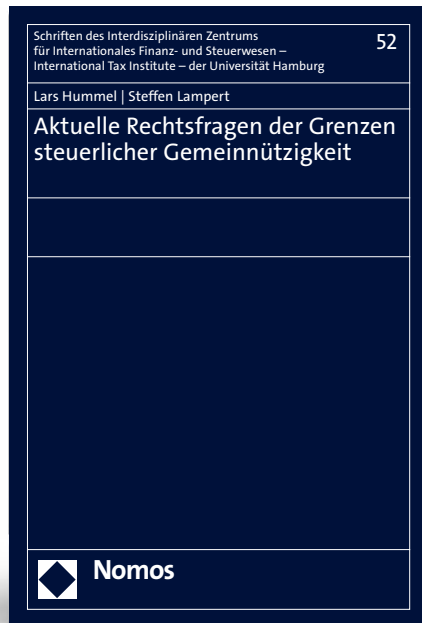 Schriften des Interdisziplinären Zentrums
für Internationales Finanz- und Steuerwesen –
International Tax Institute – der Universität Hamburg
52
Lars Hummel | Steffen Lampert
Aktuelle Rechtsfragen der Grenzen
steuerlicher Gemeinnützigkeit
Nomos